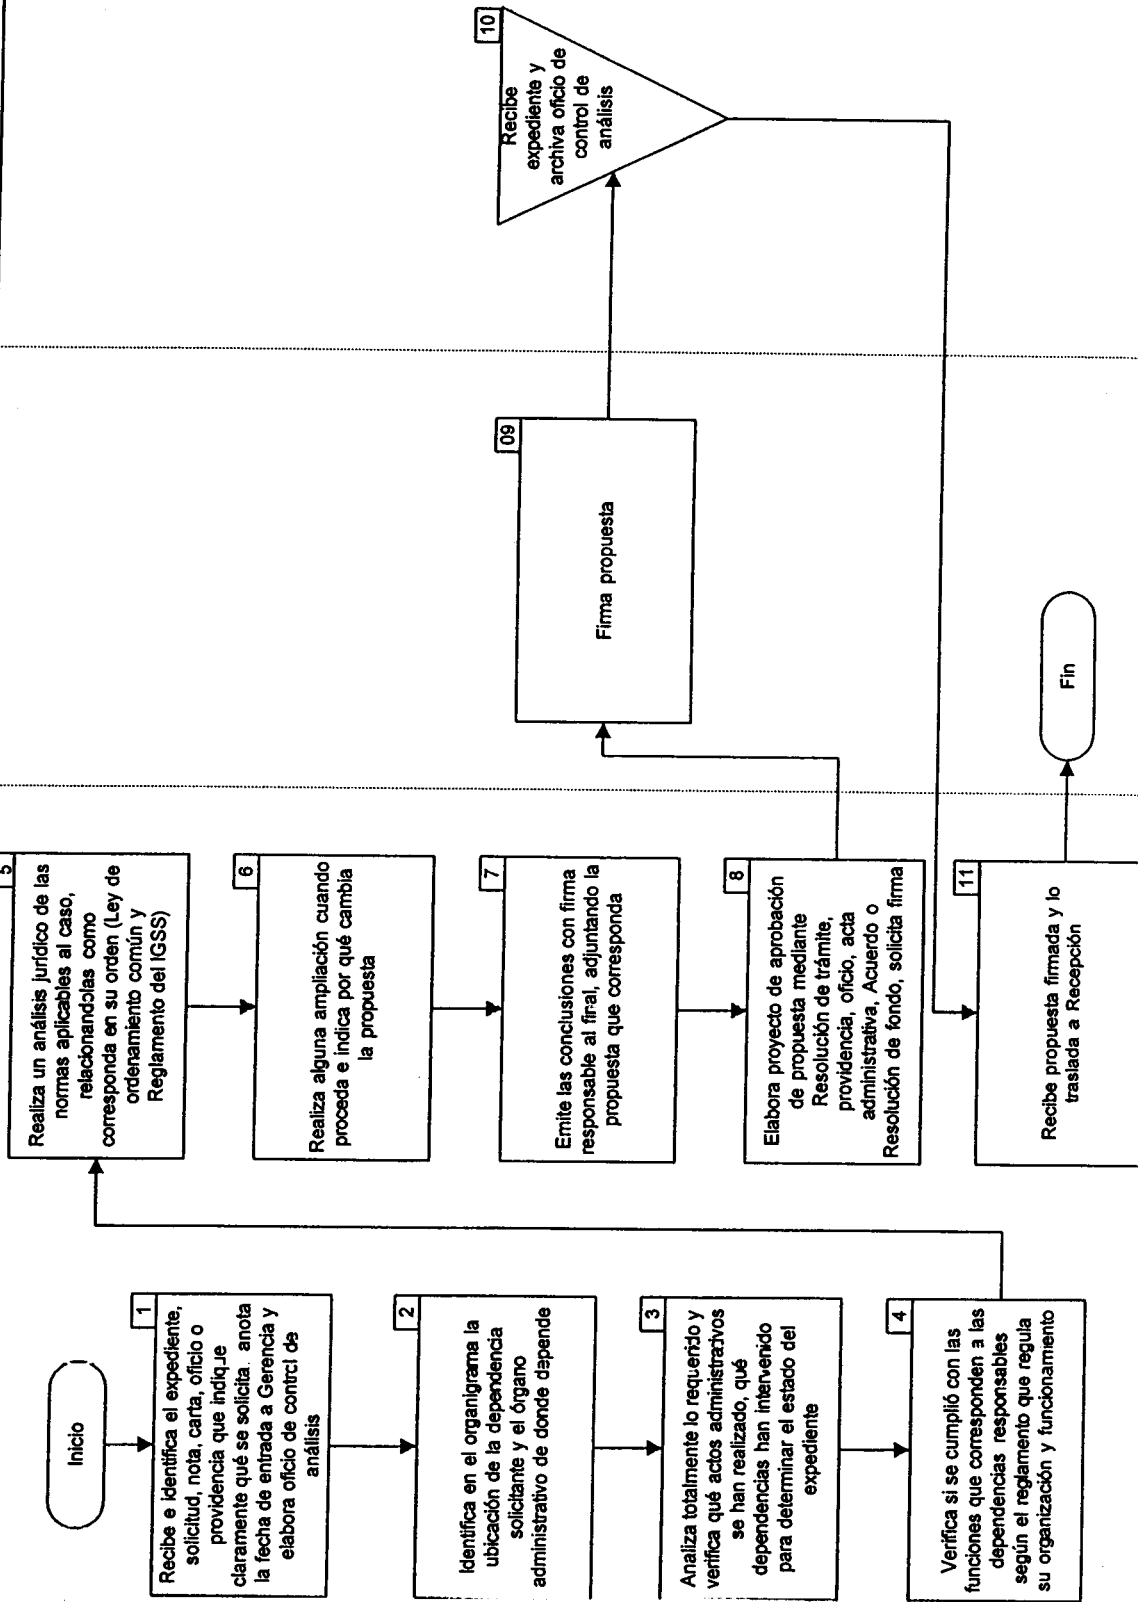 Inicio
1
Recibe e identifica el expediente,
solicitud, nota, carta, oficio o
providencia que indique
claramente qué se solicita. anota
la fecha de entrada a Gerencia y
elabora oficio de control de
análisis
2
Identifica en el organigrama la
ubicación de la dependencia
solicitante y el órgano
administrativo de donde depende
3
Analiza totalmente lo requerido y
verifica qué actos administrativos
se han realizado, qué
dependencias han intervenido
para determinar el estado del
expediente
4
Verifica si se cumplió con las
funciones que corresponden a las
dependencias responsables
según el reglamento que regula
su organización y funcionamiento
5
Realiza un análisis jurídico de las
normas aplicables al caso,
relacionandolas como
corresponda en su orden (Ley de
ordenamiento común y
Reglamento del IGSS)
6
Realiza alguna ampliación cuando
proceda e indica por qué cambia
la propuesta
7
Emite las conclusiones con firma
responsable al final, adjuntando la
propuesta que corresponda
8
Elabora proyecto de aprobación
de propuesta mediante
Resolución de trámite,
providencia, oficio, acta
administrativa, Acuerdo o
Resolución de fondo, solicita firma
09
Firma propuesta
10
Recibe
expediente y
archiva oficio de
control de
análisis
11
Recibe propuesta firmada y lo
traslada a Recepción
Fin